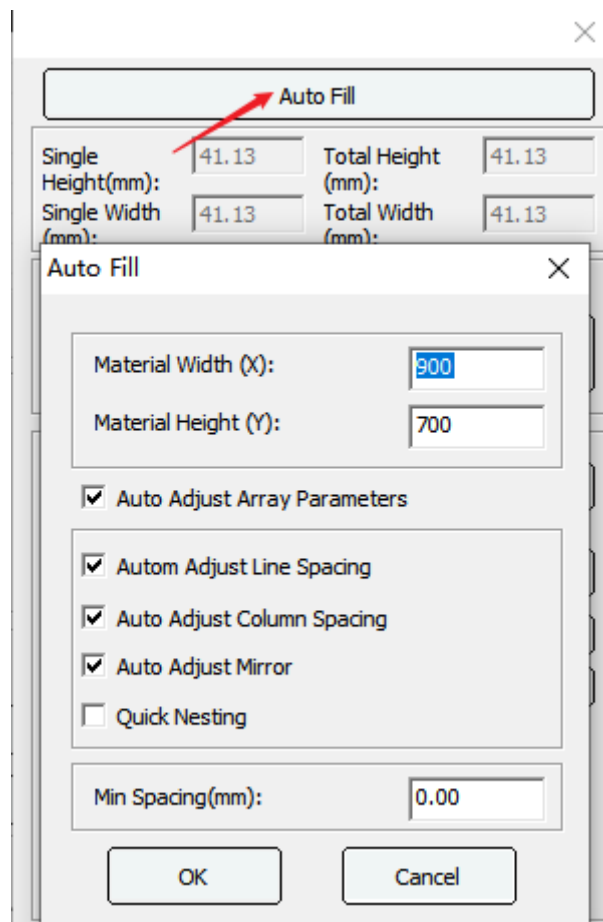 Auto Fill
Single Height(mm): 41.13 Total Height (mm): 41.13
Single Width (mm): 41.13 Total Width (mm): 41.13
Auto Fill
Material Width (X): 900
Material Height (Y): 700
Auto Adjust Array Parameters
Autom Adjust Line Spacing
Auto Adjust Column Spacing
Auto Adjust Mirror
Quick Nesting
Min Spacing(mm): 0.00
OK Cancel